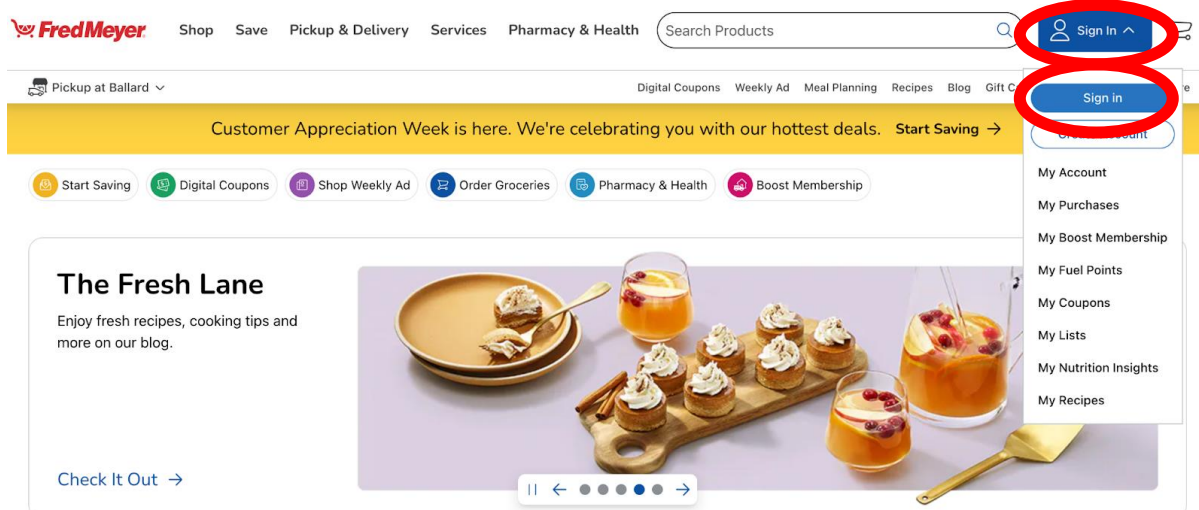 Fred Meyer Shop Save Pickup & Delivery Services Pharmacy & Health Search Products Sign In
Pickup at Ballard Digital Coupons Weekly Ad Meal Planning Recipes Blog Gift
Sign in
Customer Appreciation Week is here. We're celebrating you with our hottest deals. Start Saving →
Start Saving Digital Coupons Shop Weekly Ad Order Groceries Pharmacy & Health Boost Membership
My Account
My Purchases
My Boost Membership
My Fuel Points
My Coupons
My Lists
My Nutrition Insights
My Recipes
The Fresh Lane
Enjoy fresh recipes, cooking tips and
more on our blog.
Check It Out →